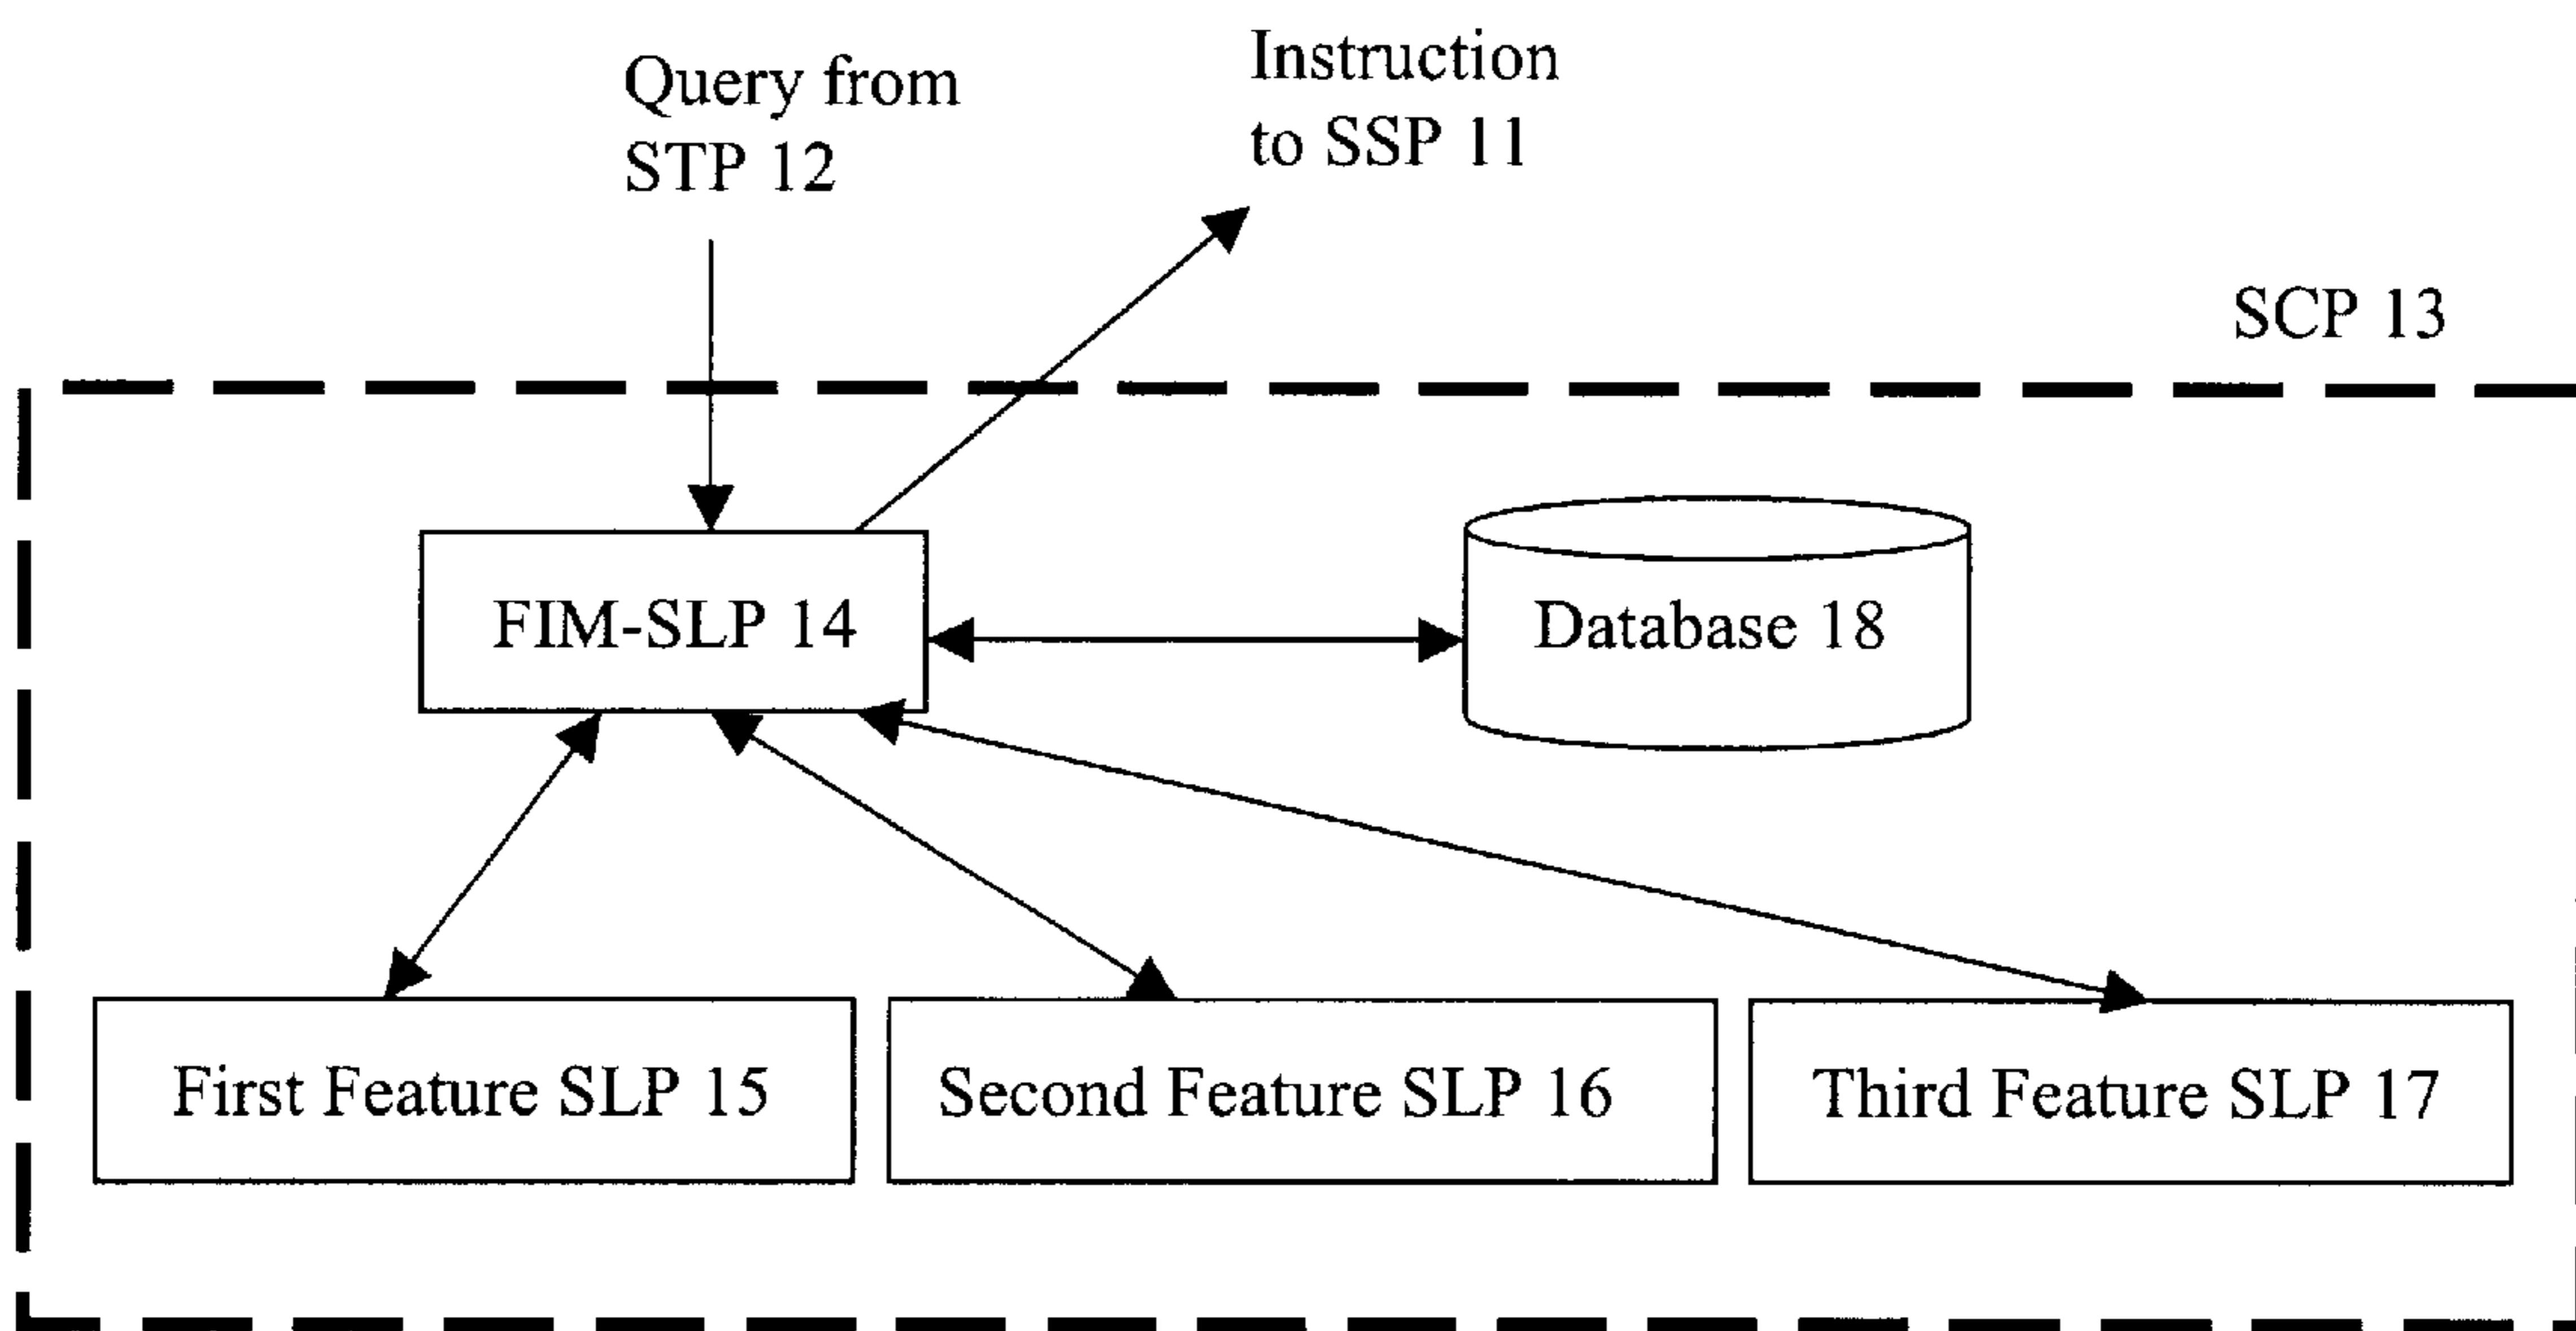 Query from
STP 12
Instruction
to SSP 11
SCP 13
FIM-SLP 14
Database 18
First Feature SLP 15
Second Feature SLP 16
Third Feature SLP 17